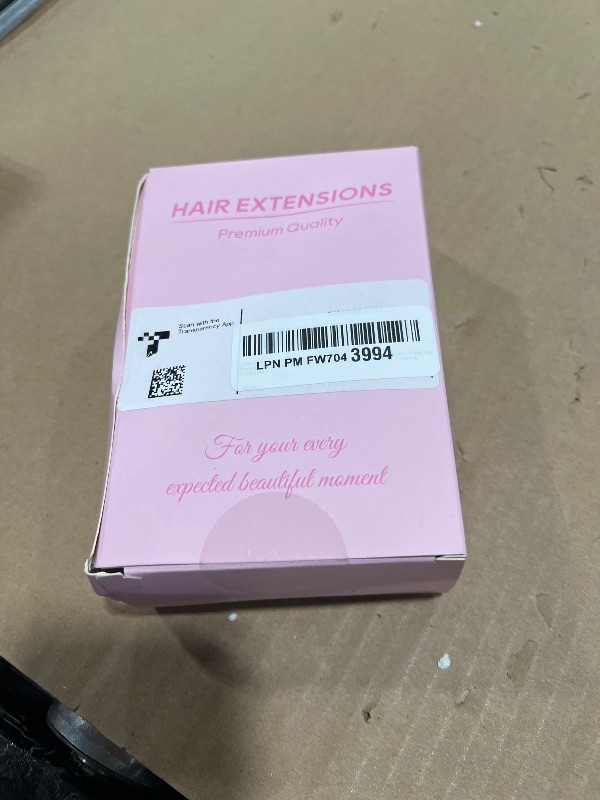 HAIR EXTENSIONS
Premium Quality
Scan with the
Transparency App
LPN PM FW704 3994
For your every
expected beautiful moment